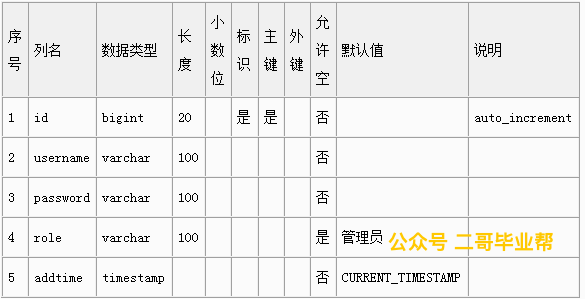 序号 列名 数据类型 长度 小数位 标识 主键 外键 允许空 默认值 说明
1 id bigint 20 是 是 否 auto_increment
2 username varchar 100 否
3 password varchar 100 否
4 role varchar 100 是 管理员
5 addtime timestamp 否 CURRENT_TIMESTAMP
公众号 二哥毕业帮